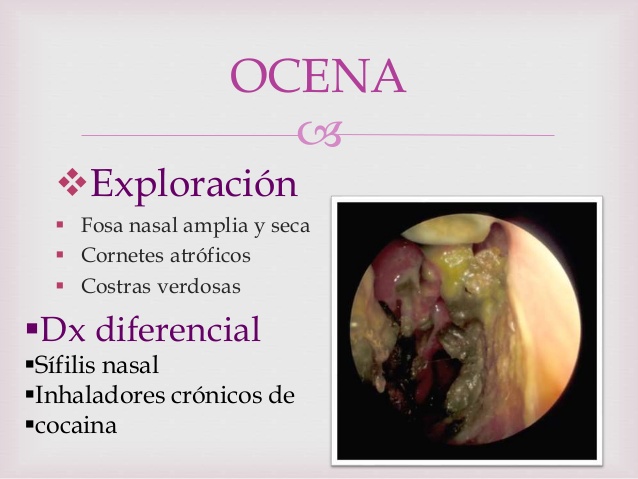 OCENA
Exploración
Fosa nasal amplia y seca
Cornetes atróficos
Costras verdosas
Dx diferencial
Sífilis nasal
Inhaladores crónicos de
cocaina